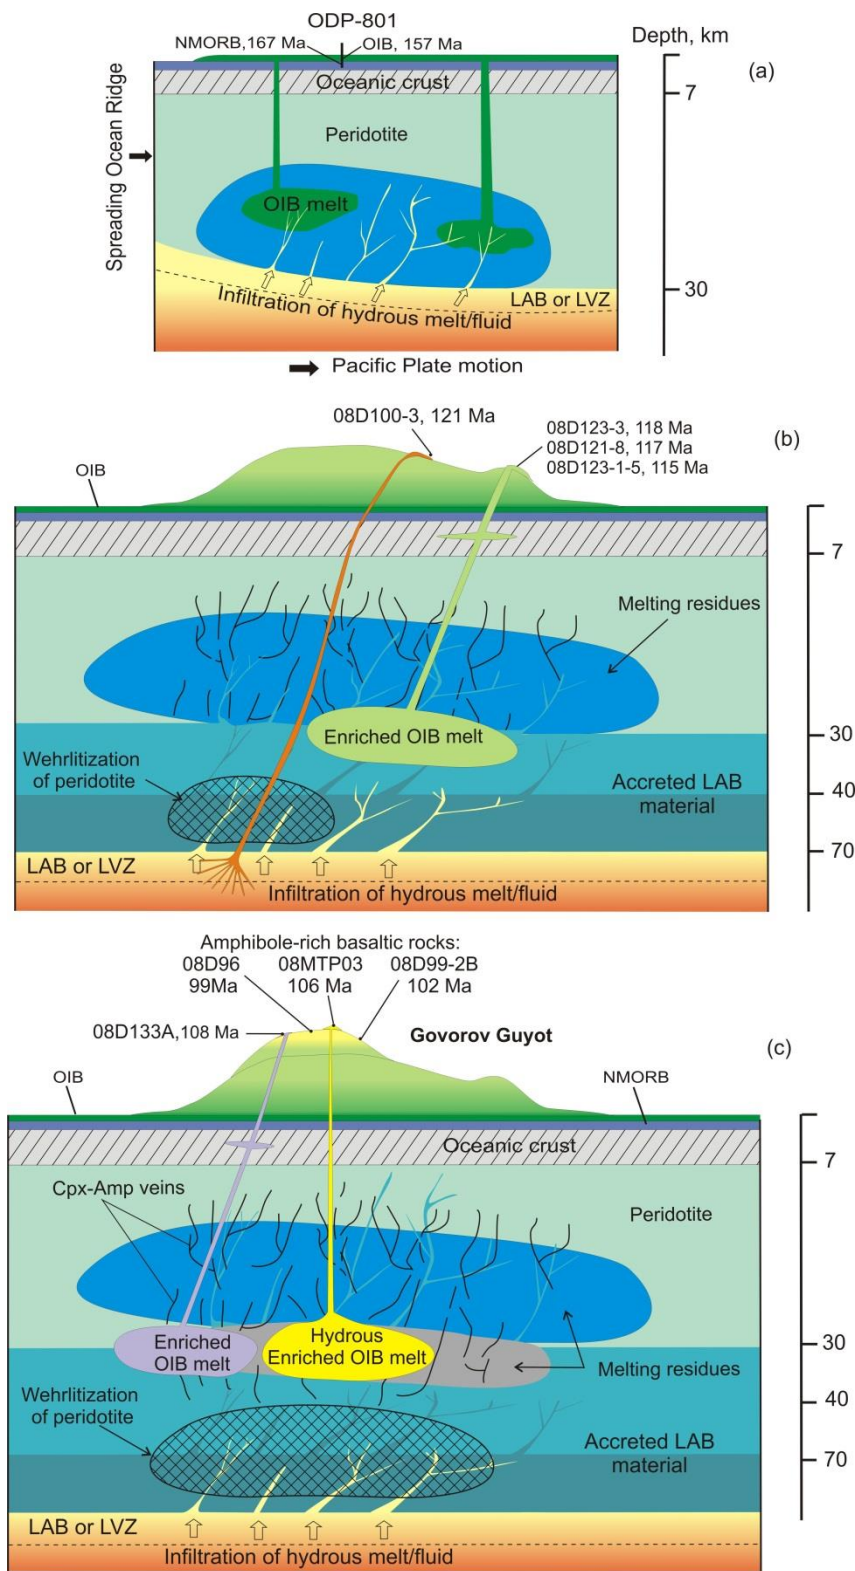 ODP-801
NMORB, 167 Ma
OIB, 157 Ma
Depth, km
(a)
Oceanic crust
7
Spreading Ocean Ridge
Peridotite
OIB melt
LAB or LVZ
30
Infiltration of hydrous melt/fluid
Pacific Plate motion
08D100-3, 121 Ma
08D123-3, 118 Ma
08D121-8, 117 Ma
08D123-1-5, 115 Ma
(b)
OIB
7
Melting residues
Enriched OIB melt
30
Wehrlitization
of peridotite
Accreted LAB
material
40
LAB or LVZ
70
Infiltration of hydrous melt/fluid
Amphibole-rich basaltic rocks:
08D96
99Ma
08MTP03
106 Ma
08D99-2B
102 Ma
08D133A,108 Ma
Govorov Guyot
(c)
OIB
NMORB
Oceanic crust
7
Cpx-Amp veins
Peridotite
Enriched
OIB melt
Hydrous
Enriched OIB melt
30
Melting residues
Wehrlitization
of peridotite
40
Accreted LAB
material
70
LAB or LVZ
Infiltration of hydrous melt/fluid